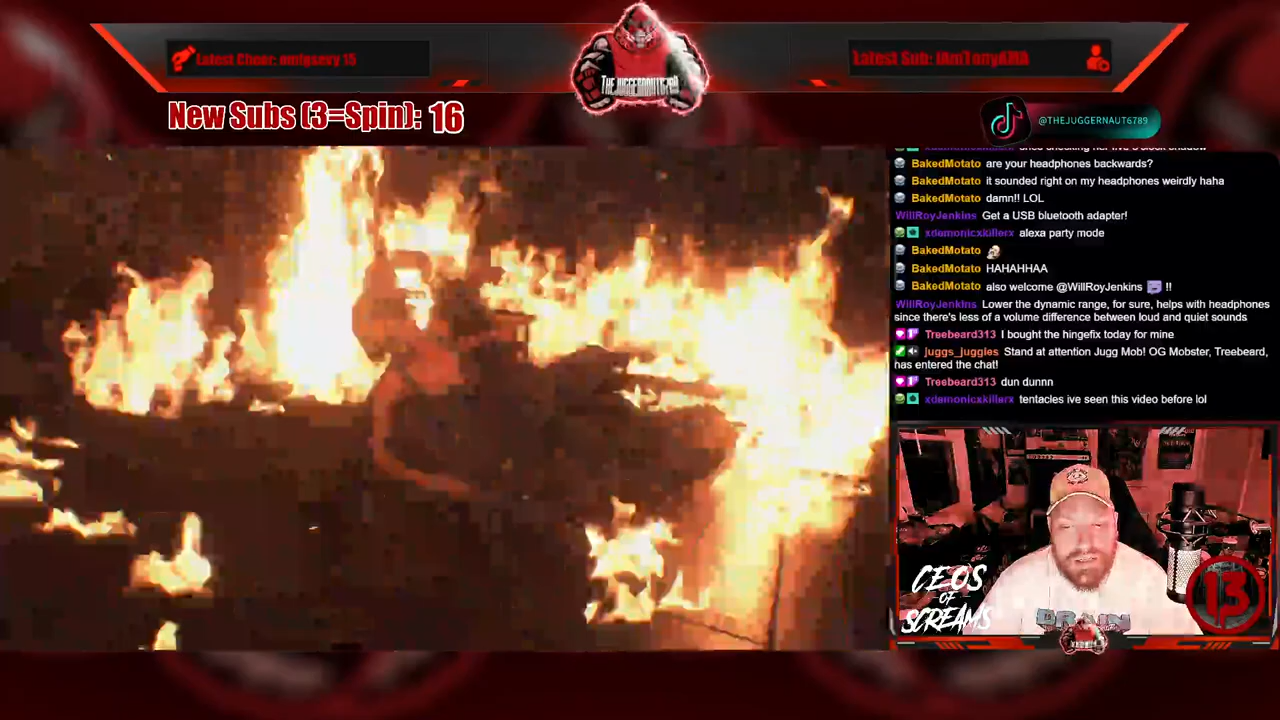 Latest Cheer: omfgsevy 15
THEJUGGERNAUT6789
Latest Sub: IAmTonyAMA
New Subs (3=Spin): 16
@THEJUGGERNAUT6789
BakedMotato are your headphones backwards?
BakedMotato it sounded right on my headphones weirdly haha
BakedMotato damn!! LOL
WillRoyJenkins Get a USB bluetooth adapter!
xdemonicxkillerx alexa party mode
BakedMotato
BakedMotato HAHAHHAA
BakedMotato also welcome @WillRoyJenkins !!
WillRoyJenkins Lower the dynamic range, for sure, helps with headphones
since there's less of a volume difference between loud and quiet sounds
Treebeard313 I bought the hingefix today for mine
juggs_juggies Stand at attention Jugg Mob! OG Mobster, Treebeard,
has entered the chat!
Treebeard313 dun dunnn
xdemonicxkillerx tentacles ive seen this video before lol
CEOS
OF
SCREAMS
13